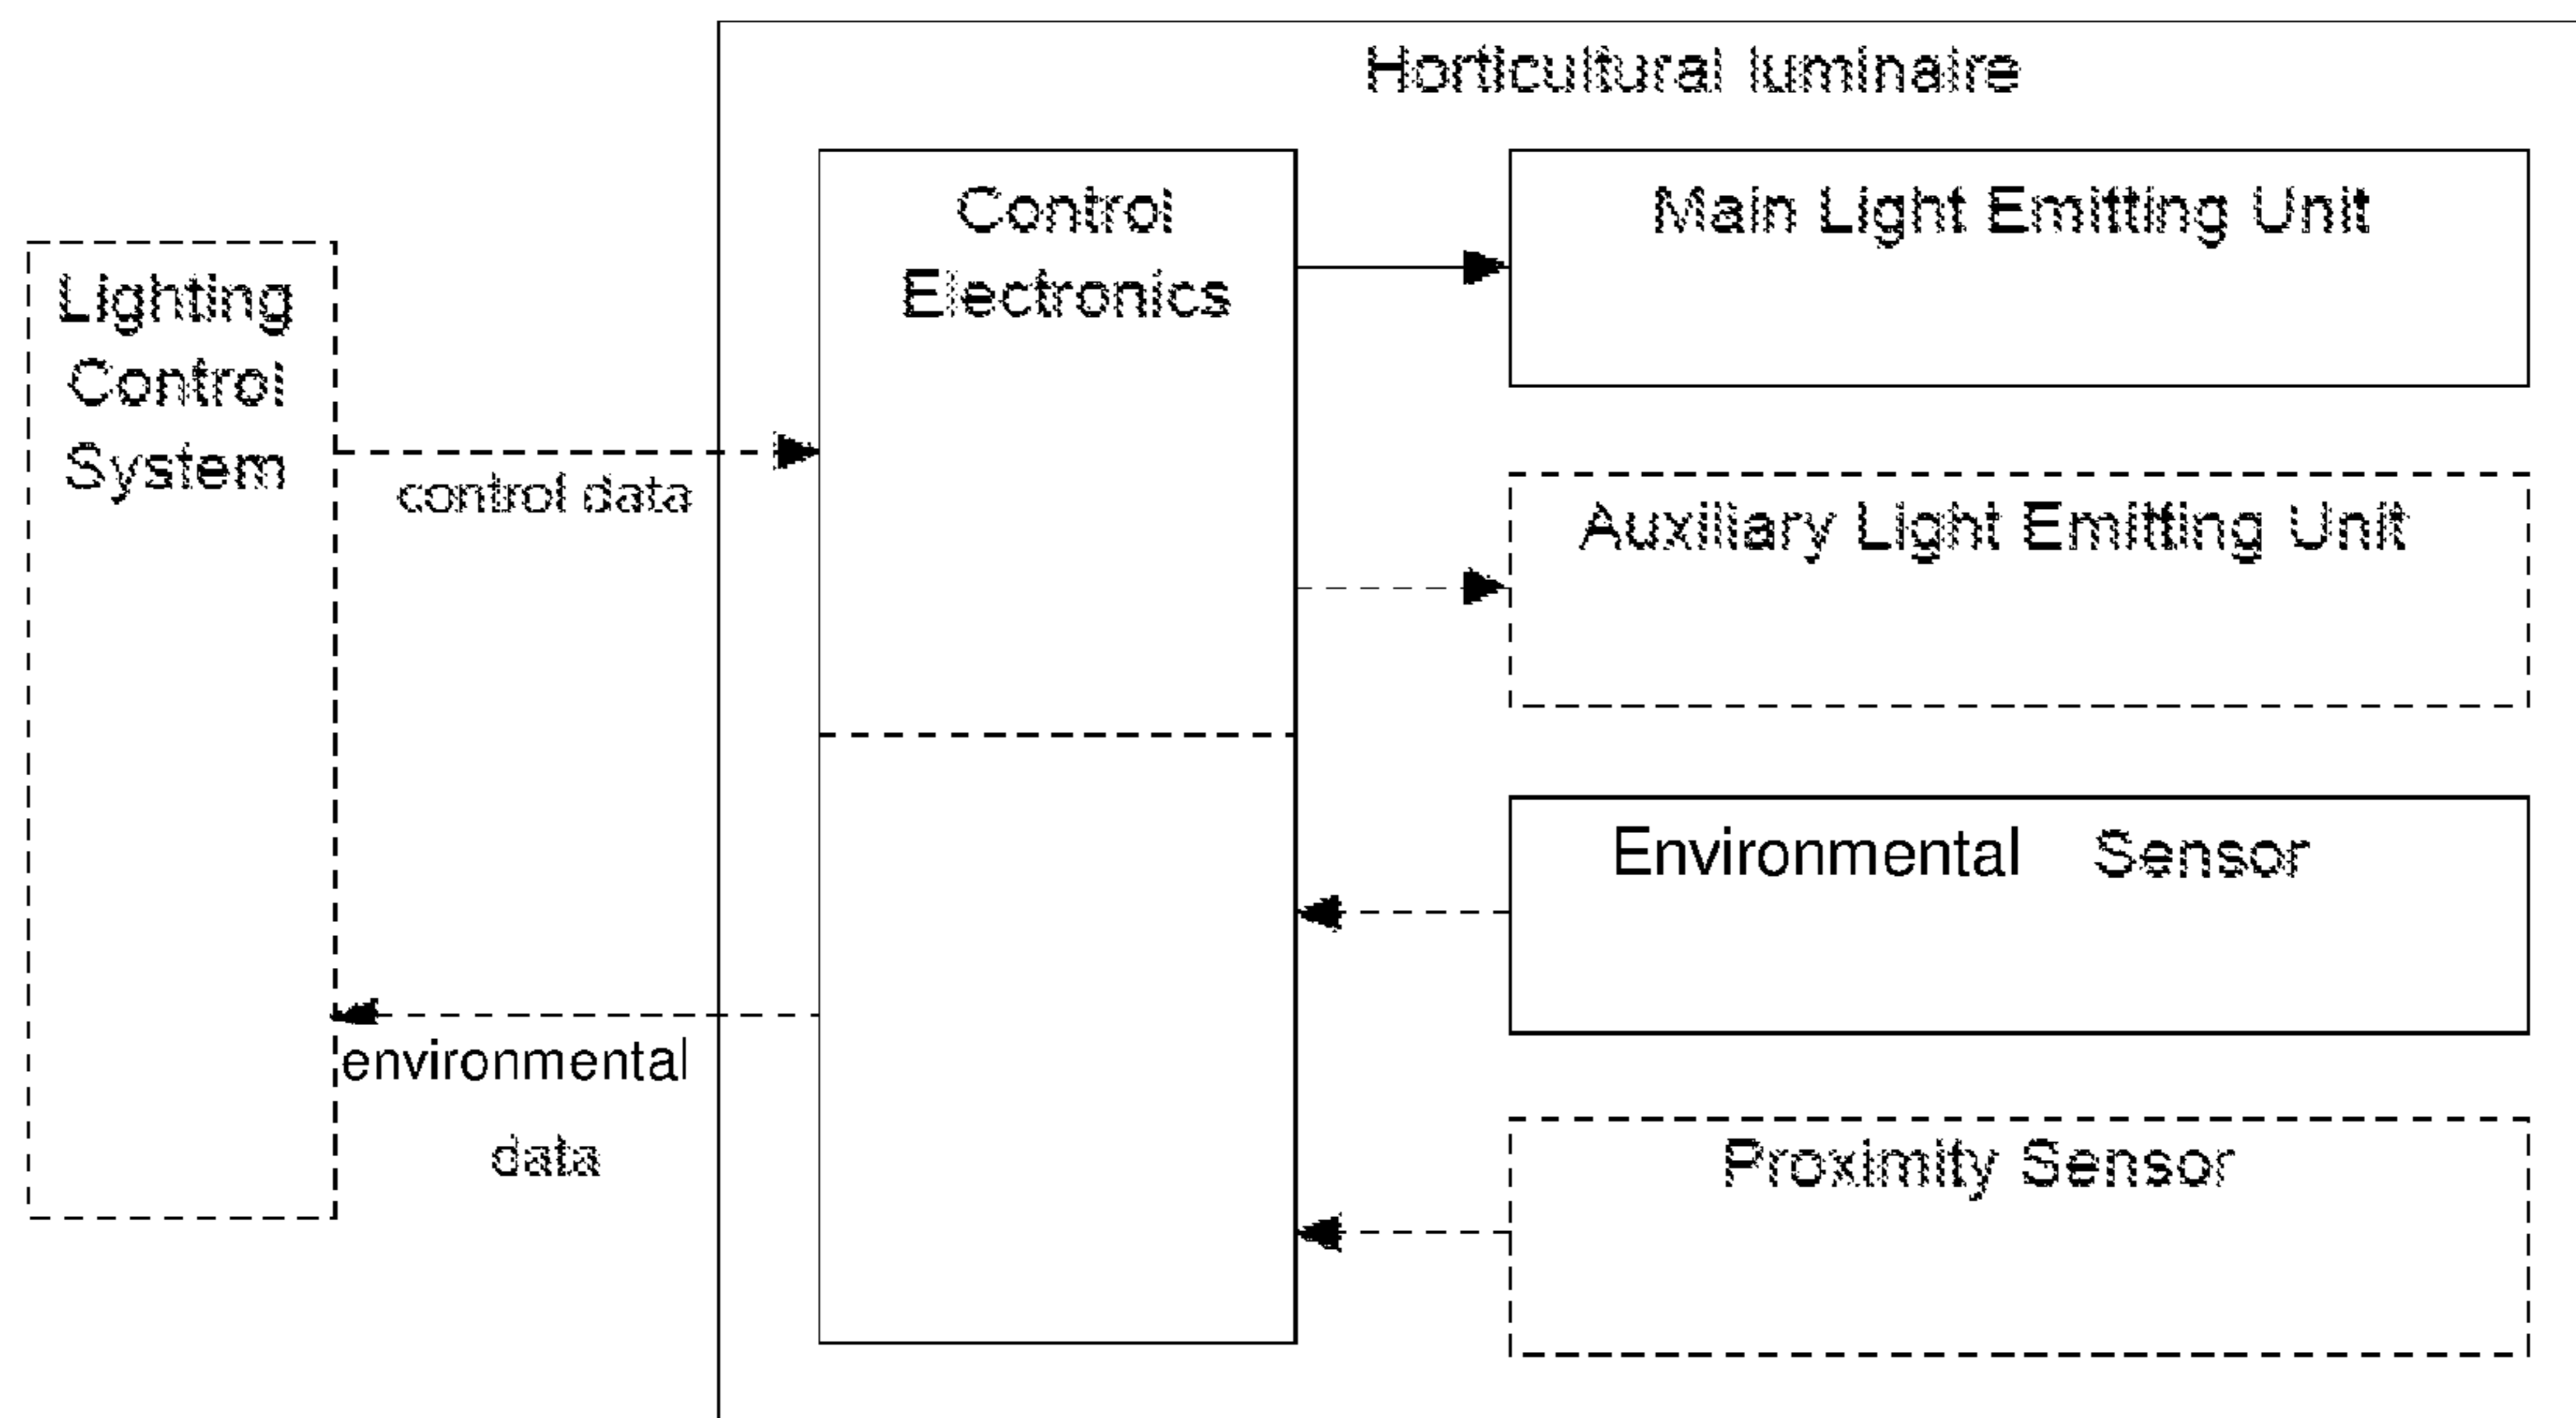 Horticultural luminaire
Lighting
Control
System
control data
environmental
data
Control
Electronics
Main Light Emitting Unit
Auxiliary Light Emitting Unit
Environmental Sensor
Proximity Sensor